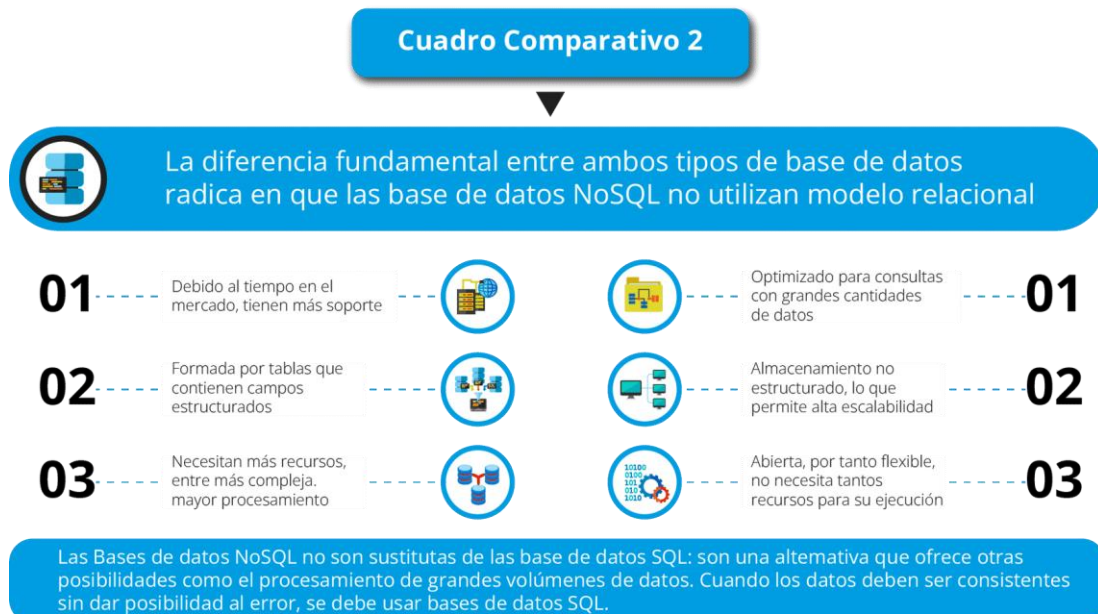 Cuadro Comparativo 2
La diferencia fundamental entre ambos tipos de base de datos
radica en que las base de datos NoSQL no utilizan modelo relacional
01
Debido al tiempo en el
mercado, tienen más soporte
Optimizado para consultas
con grandes cantidades
de datos
01
02
Formada por tablas que
contienen campos
estructurados
Almacenamiento no
estructurado, lo que
permite alta escalabilidad
02
03
Necesitan más recursos,
entre más compleja.
mayor procesamiento
10100
0100
101
010
1010
Abierta, por tanto flexible,
no necesita tantos
recursos para su ejecución
03
Las Bases de datos NoSQL no son sustitutas de las base de datos SQL: son una alternativa que ofrece otras
posibilidades como el procesamiento de grandes volúmenes de datos. Cuando los datos deben ser consistentes
sin dar posibilidad al error, se debe usar bases de datos SQL.